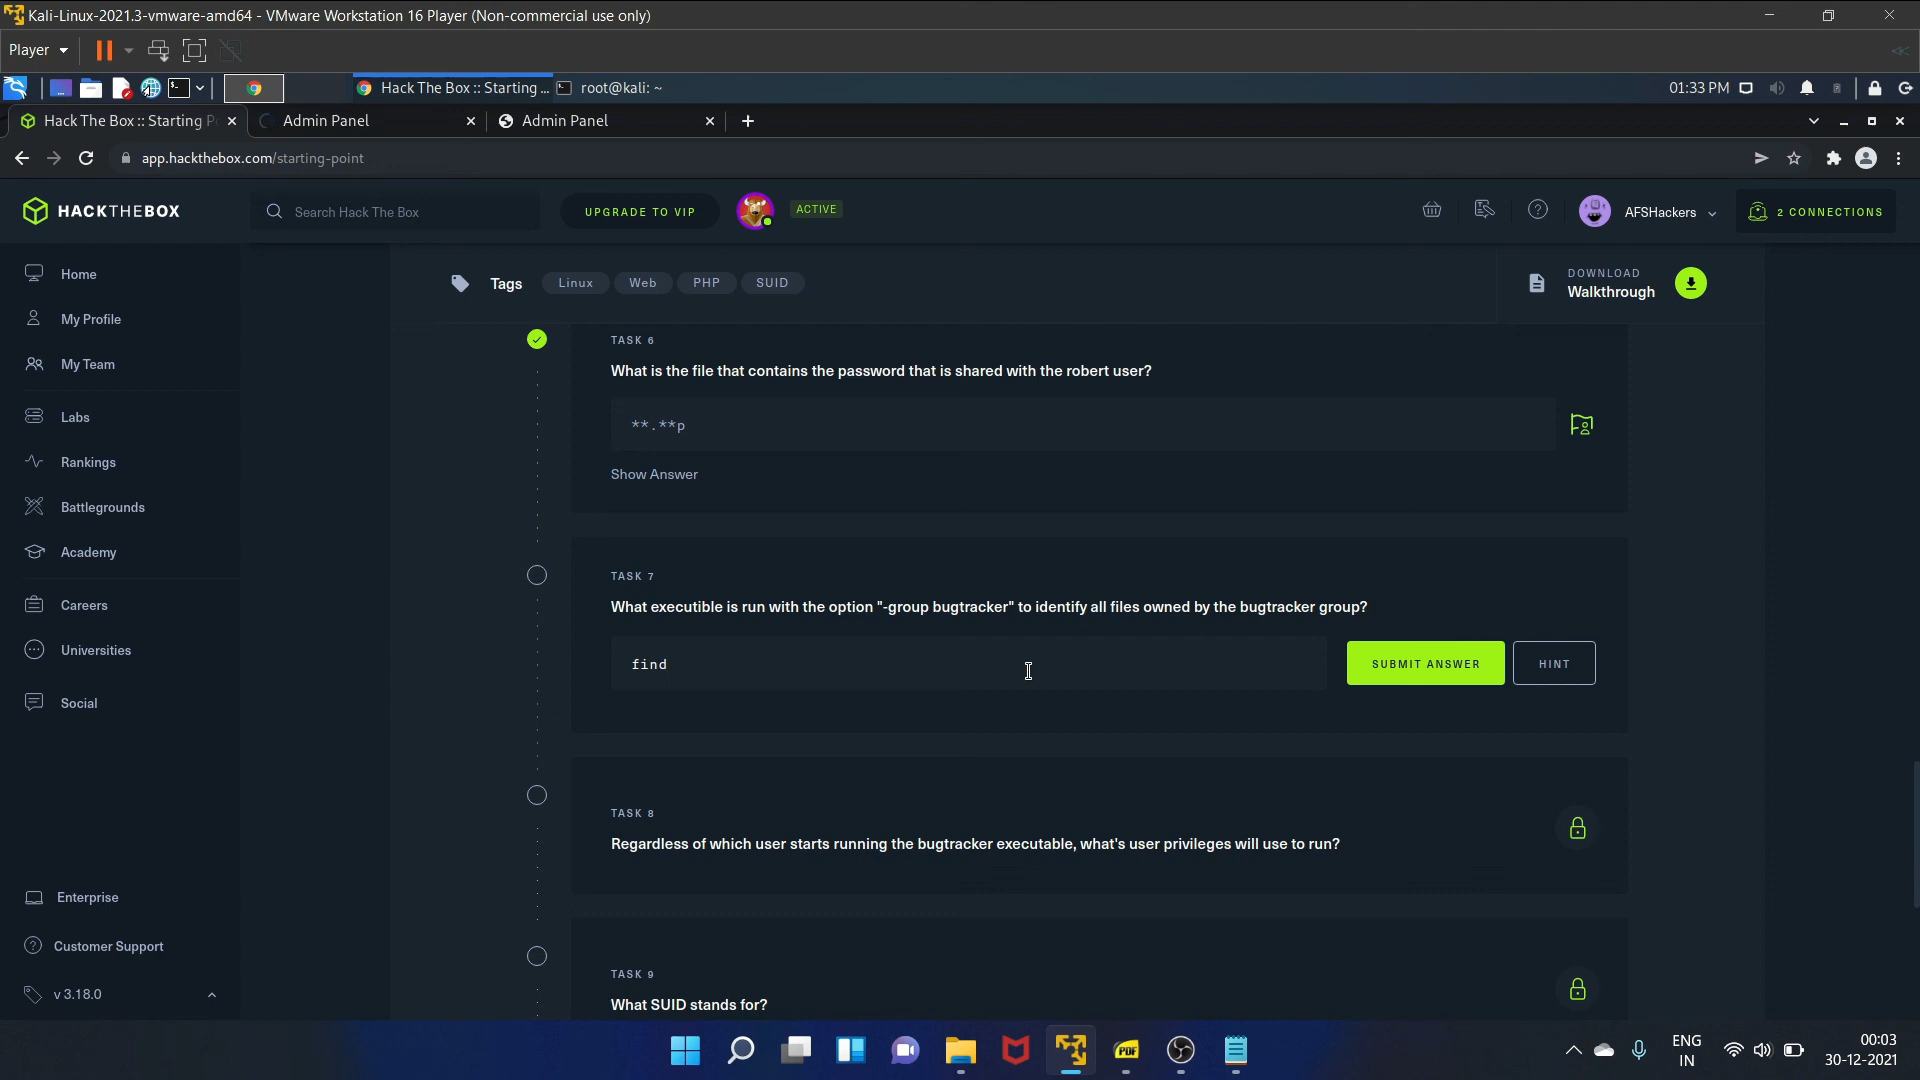 Kali-Linux-2021.3-vmware-amd64 - VMware Workstation 16 Player (Non-commercial use only)
Player
Hack The Box :: Starting ...
root@kali: ~
01:33 PM
Hack The Box :: Starting P
Admin Panel
Admin Panel
app.hackthebox.com/starting-point
HACKTHEBOX
Search Hack The Box
UPGRADE TO VIP
ACTIVE
AFSHackers
2 CONNECTIONS
Home
My Profile
My Team
Labs
Rankings
Battlegrounds
Academy
Careers
Universities
Social
Enterprise
Customer Support
v 3.18.0
Tags
Linux
Web
PHP
SUID
DOWNLOAD
Walkthrough
TASK 6
What is the file that contains the password that is shared with the robert user?
**.**p
Show Answer
TASK 7
What executible is run with the option "-group bugtracker" to identify all files owned by the bugtracker group?
find
SUBMIT ANSWER
HINT
TASK 8
Regardless of which user starts running the bugtracker executable, what's user privileges will use to run?
TASK 9
What SUID stands for?
PDF
ENG
IN
00:03
30-12-2021